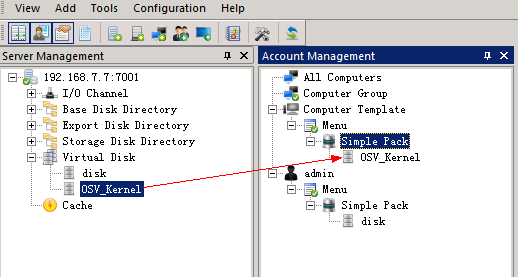 View Add Tools Configuration Help
Server Management
192.168.7.7:7001
I/O Channel
Base Disk Directory
Export Disk Directory
Storage Disk Directory
Virtual Disk
disk
OSV_Kernel
Cache
Account Management
All Computers
Computer Group
Computer Template
Menu
Simple Pack
OSV_Kernel
admin
Menu
Simple Pack
disk